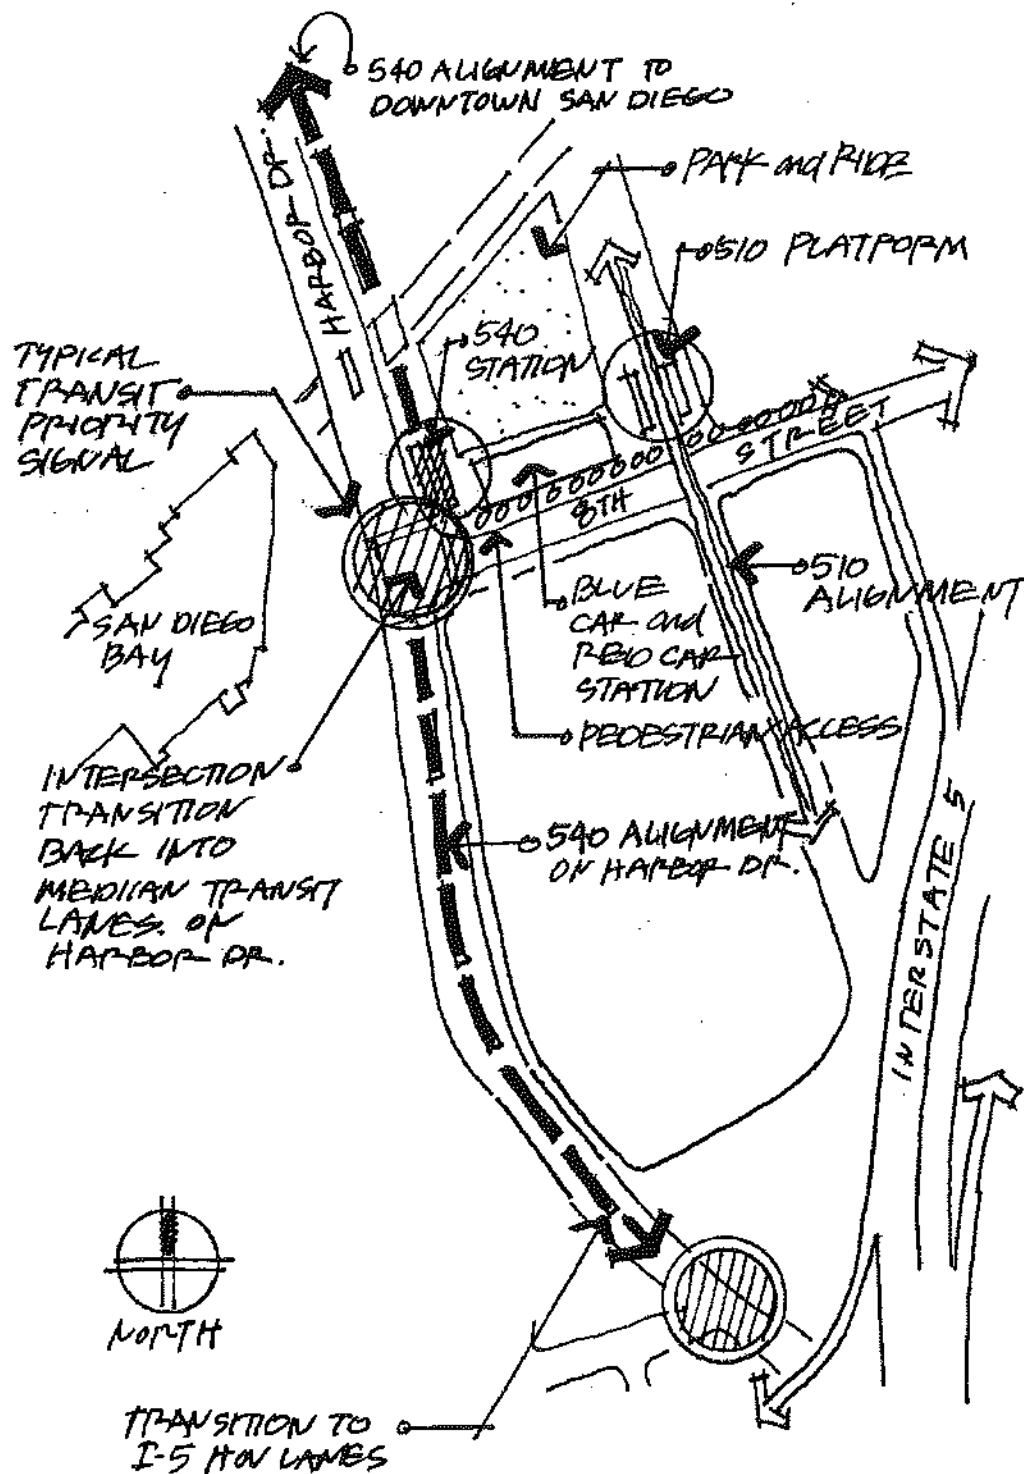 540 ALIGNMENT TO
DOWNTOWN SAN DIEGO
PARK and RIDE
510 PLATFORM
HARBOR DR.
540
STATION
TYPICAL
TRANSIT
PRIORITY
SIGNAL
8TH STREET
SAN DIEGO
BAY
510
ALIGNMENT
BLUE
CAR and
RED CAR
STATION
PEDESTRIAN ACCESS
INTERSECTION
TRANSITION
BACK INTO
MEDIAN TRANSIT
LANES. ON
HARBOR DR.
540 ALIGNMENT
ON HARBOR DR.
INTERSTATE 5
NORTH
TRANSITION TO
I-5 HOV LANES